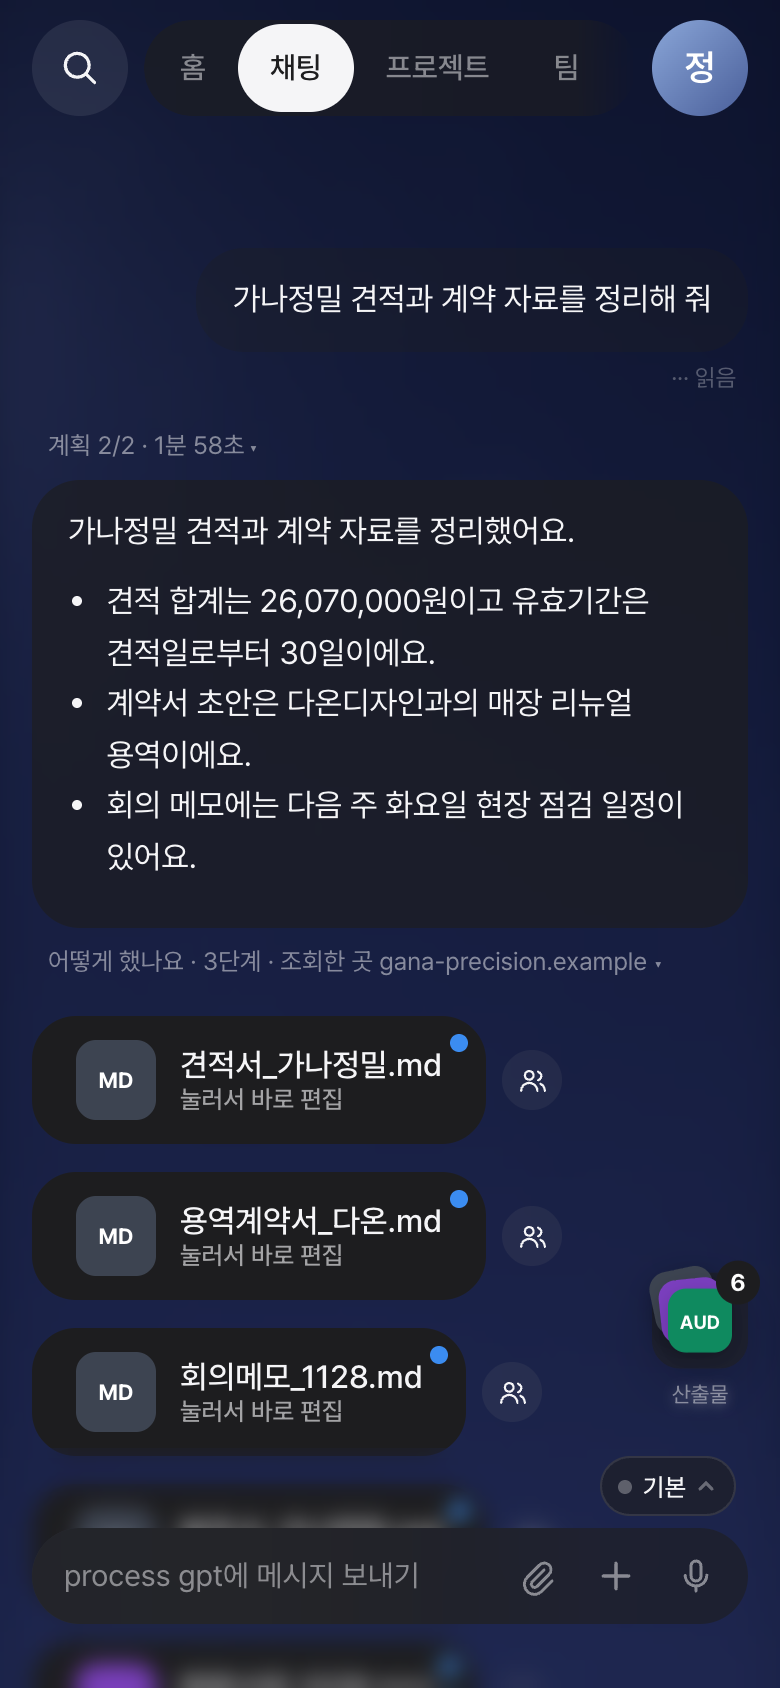 홈
채팅
프로젝트
팀
정
가나정밀 견적과 계약 자료를 정리해 줘
··· 읽음
계획 2/2 · 1분 58초 ▾
가나정밀 견적과 계약 자료를 정리했어요.
• 견적 합계는 26,070,000원이고 유효기간은
견적일로부터 30일이에요.
• 계약서 초안은 다온디자인과의 매장 리뉴얼
용역이에요.
• 회의 메모에는 다음 주 화요일 현장 점검 일정이
있어요.
어떻게 했나요 · 3단계 · 조회한 곳 gana-precision.example ▾
MD
견적서_가나정밀.md
눌러서 바로 편집
MD
용역계약서_다온.md
눌러서 바로 편집
6
AUD
산출물
MD
회의메모_1128.md
눌러서 바로 편집
기본
process gpt에 메시지 보내기